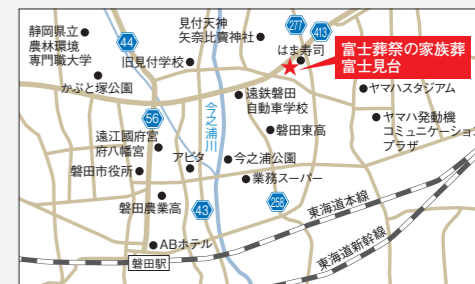 静岡県立
農林環境
専門職大学
44
見付天神
矢奈比賣神社
277
413
はま寿司
旧見付学校
かぶと塚公園
富士葬祭の家族葬
富士見台
遠鉄磐田
自動車学校
ヤマハスタジアム
56
今之浦川
磐田東高
ヤマハ発動機
コミュニケーション
プラザ
遠江國府宮
府八幡宮
アピタ
今之浦公園
磐田市役所
業務スーパー
磐田農業高
43
258
東海道本線
ABホテル
磐田駅
東海道新幹線